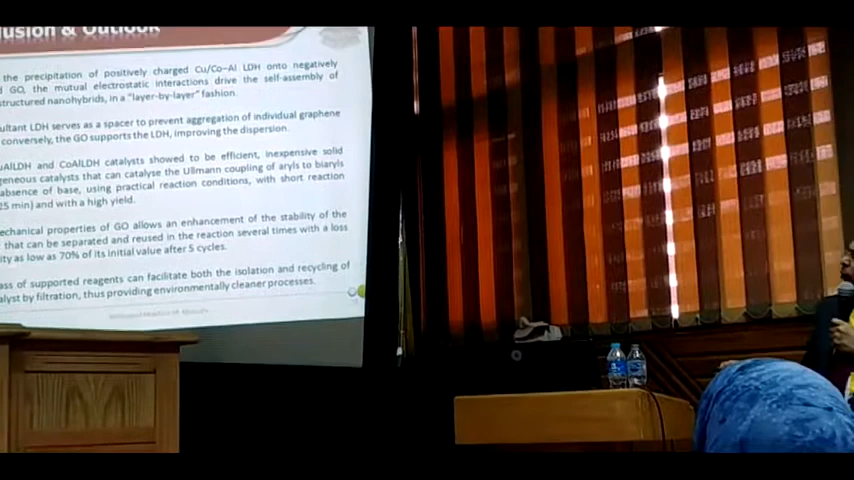 lusion & Outlook
the precipitation of positively charged Cu/Co–Al LDH onto negatively
GO, the mutual electrostatic interactions drive the self-assembly of
structured nanohybrids, in a "layer-by-layer" fashion.
ultant LDH serves as a spacer to prevent aggregation of individual graphene
conversely, the GO supports the LDH, improving the dispersion.
uAlLDH and CoAlLDH catalysts showed to be efficient, inexpensive solid
geneous catalysts that can catalyse the Ullmann coupling of aryls to biaryls
absence of base, using practical reaction conditions, with short reaction
25 min) and with a high yield.
echanical properties of GO allows an enhancement of the stability of the
that can be separated and reused in the reaction several times with a loss
ty as low as 70% of its initial value after 5 cycles.
ass of supported reagents can facilitate both the isolation and recycling of
alyst by filtration, thus providing environmentally cleaner processes.